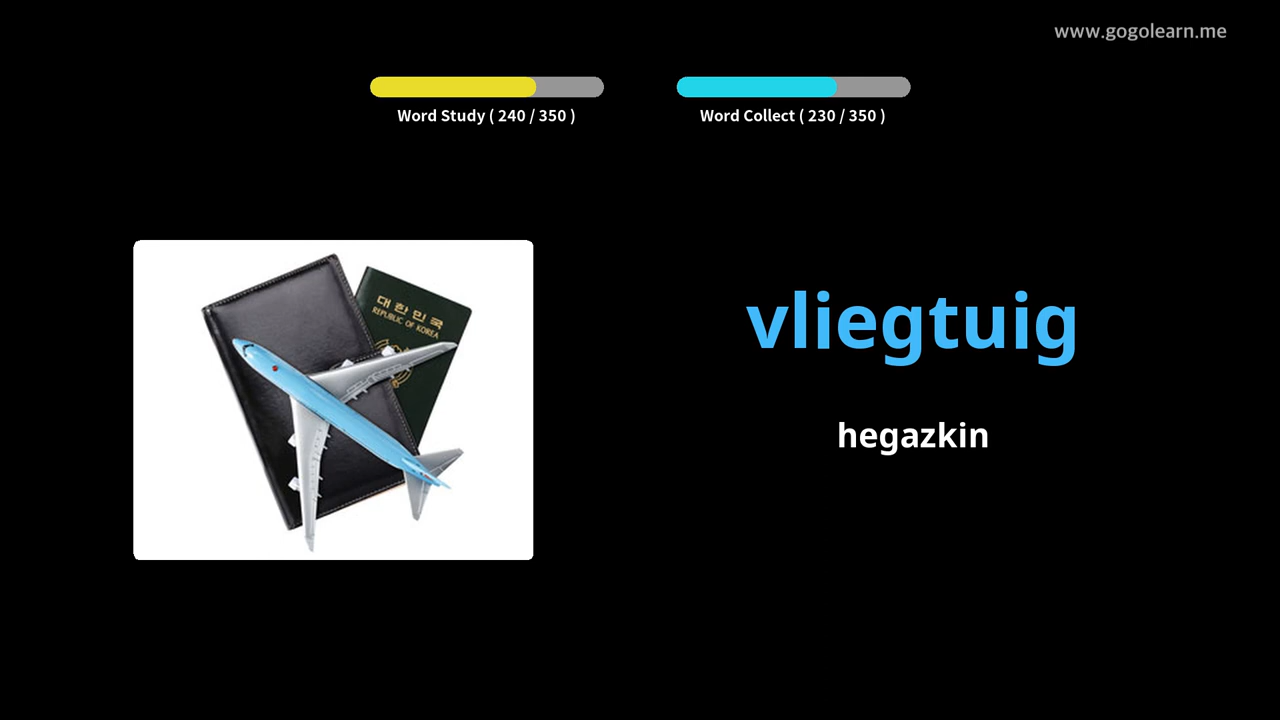 www.gogolearn.me
Word Study ( 240 / 350 )
Word Collect ( 230 / 350 )
대한민국
REPUBLIC OF KOREA
vliegtuig
hegazkin